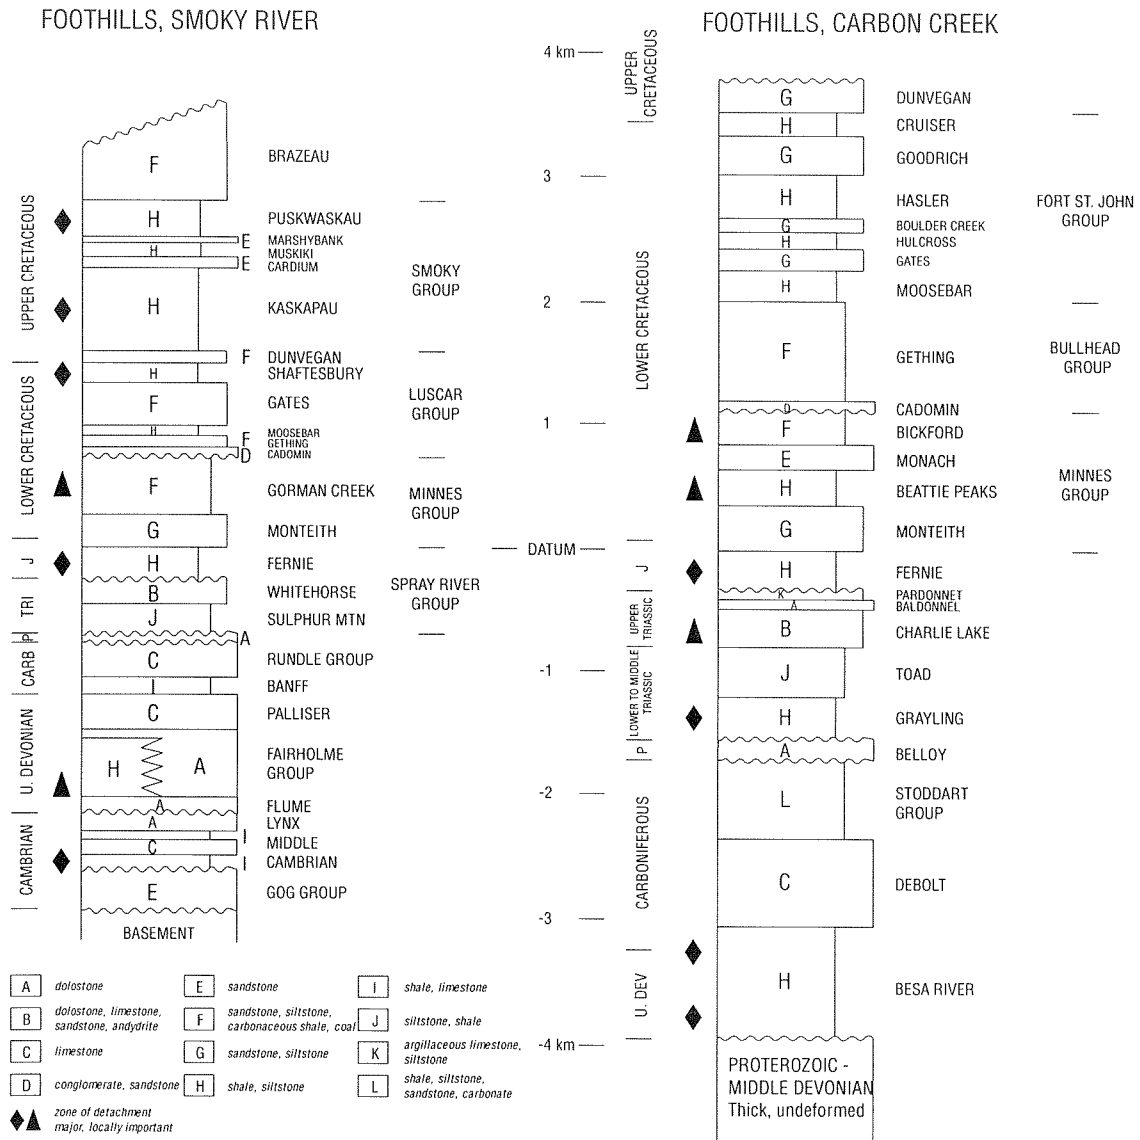 FOOTHILLS, SMOKY RIVER
UPPER CRETACEOUS
LOWER CRETACEOUS
J
TRI
P
CARB
U. DEVONIAN
CAMBRIAN
F BRAZEAU
H PUSKWASKAU
E MARSHYBANK
H MUSKIKI
E CARDIUM
H KASKAPAU
F DUNVEGAN
H SHAFTESBURY
F GATES
H MOOSEBAR
F GETHING
D CADOMIN
F GORMAN CREEK
G MONTEITH
H FERNIE
B WHITEHORSE
J SULPHUR MTN
A
C RUNDLE GROUP
I BANFF
C PALLISER
H A FAIRHOLME
GROUP
A FLUME
A LYNX
I
C MIDDLE
I CAMBRIAN
E GOG GROUP
BASEMENT
SMOKY
GROUP
LUSCAR
GROUP
MINNES
GROUP
SPRAY RIVER
GROUP
4 km
3
2
1
DATUM
-1
-2
-3
-4 km
FOOTHILLS, CARBON CREEK
UPPER
CRETACEOUS
LOWER CRETACEOUS
J
UPPER
TRIASSIC
LOWER TO MIDDLE
TRIASSIC
P
CARBONIFEROUS
U. DEV
G DUNVEGAN
H CRUISER
G GOODRICH
H HASLER
G BOULDER CREEK
H HULCROSS
G GATES
H MOOSEBAR
F GETHING
D CADOMIN
F BICKFORD
E MONACH
H BEATTIE PEAKS
G MONTEITH
H FERNIE
K PARDONNET
A BALDONNEL
B CHARLIE LAKE
J TOAD
H GRAYLING
A BELLOY
L STODDART
GROUP
C DEBOLT
H BESA RIVER
PROTEROZOIC -
MIDDLE DEVONIAN
Thick, undeformed
FORT ST. JOHN
GROUP
BULLHEAD
GROUP
MINNES
GROUP
A dolostone
B dolostone, limestone,
sandstone, andydrite
C limestone
D conglomerate, sandstone
zone of detachment
major, locally important
E sandstone
F sandstone, siltstone,
carbonaceous shale, coal
G sandstone, siltstone
H shale, siltstone
I shale, limestone
J siltstone, shale
K argillaceous limestone,
siltstone
L shale, siltstone,
sandstone, carbonate